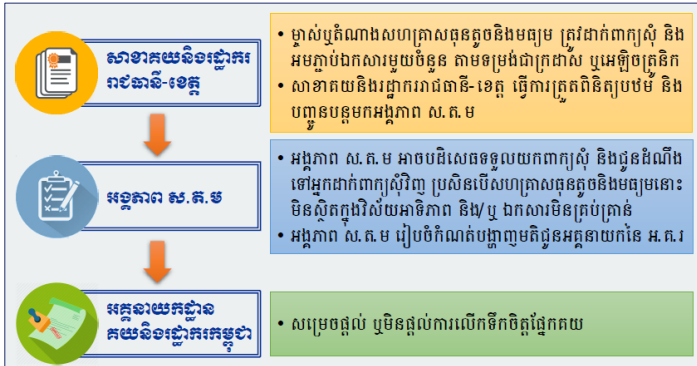 សាខាគយនិងរដ្ឋាករ
រាជធានី-ខេត្ត
• ម្ចាស់ឬតំណាងសហគ្រាសធុនតូចនិងមធ្យម ត្រូវដាក់ពាក្យសុំ និង
អមភ្ជាប់ឯកសារមួយចំនួន តាមទម្រង់ជាក្រដាស ឬអេឡិចត្រូនិក
• សាខាគយនិងរដ្ឋាកររាជធានី- ខេត្ត ធ្វើការត្រួតពិនិត្យបឋម និង
បញ្ជូនបន្តមកអង្គភាព ស.ត.ម
អង្គភាព ស.ត.ម
• អង្គភាព ស.ត.ម អាចបដិសេធទទួលយកពាក្យសុំ និងជូនដំណឹង
ទៅអ្នកដាក់ពាក្យសុំវិញ ប្រសិនបើសហគ្រាសធុនតូចនិងមធ្យមនោះ
មិនស្ថិតក្នុងវិស័យអាទិភាព និង/ឬ ឯកសារមិនគ្រប់គ្រាន់
• អង្គភាព ស.ត.ម រៀបចំកំណត់បង្ហាញមតិជូនអគ្គនាយកនៃ អ.គ.រ
អគ្គនាយកដ្ឋាន
គយនិងរដ្ឋាករកម្ពុជា
• សម្រេចផ្តល់ ឬមិនផ្តល់ការលើកទឹកចិត្តផ្នែកគយ